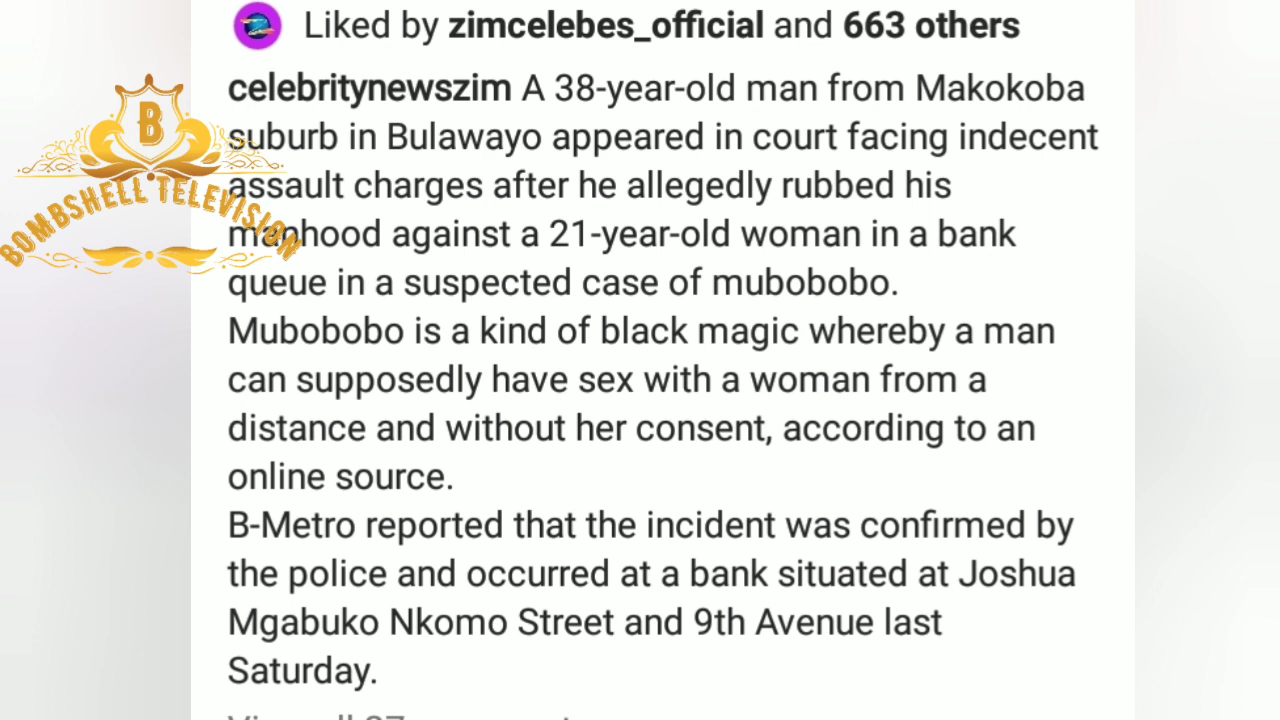 Liked by zimcelebes_official and 663 others
celebritynewszim A 38-year-old man from Makokoba
suburb in Bulawayo appeared in court facing indecent
assault charges after he allegedly rubbed his
manhood against a 21-year-old woman in a bank
queue in a suspected case of mubobobo.
Mubobobo is a kind of black magic whereby a man
can supposedly have sex with a woman from a
distance and without her consent, according to an
online source.
B-Metro reported that the incident was confirmed by
the police and occurred at a bank situated at Joshua
Mgabuko Nkomo Street and 9th Avenue last
Saturday.
B
BOMBSHELL TELEVISION